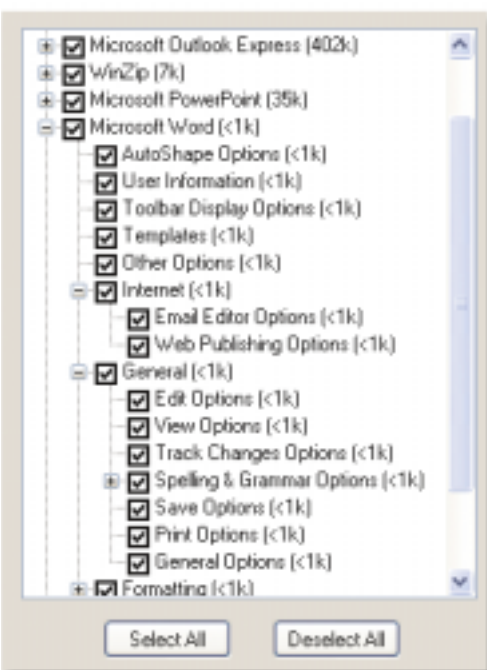 Microsoft Outlook Express (402k)
WinZip (7k)
Microsoft PowerPoint (35k)
Microsoft Word (<1k)
AutoShape Options (<1k)
User Information (<1k)
Toolbar Display Options (<1k)
Templates (<1k)
Other Options (<1k)
Internet (<1k)
Email Editor Options (<1k)
Web Publishing Options (<1k)
General (<1k)
Edit Options (<1k)
View Options (<1k)
Track Changes Options (<1k)
Spelling & Grammar Options (<1k)
Save Options (<1k)
Print Options (<1k)
General Options (<1k)
Formatting (<1k)
Select All Deselect All